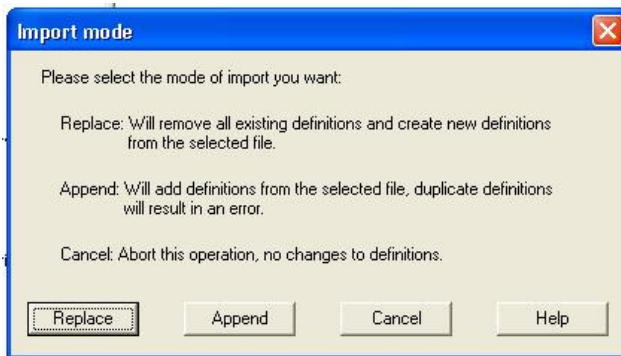 Import mode
Please select the mode of import you want:
Replace: Will remove all existing definitions and create new definitions
from the selected file.
Append: Will add definitions from the selected file, duplicate definitions
will result in an error.
Cancel: Abort this operation, no changes to definitions.
Replace Append Cancel Help